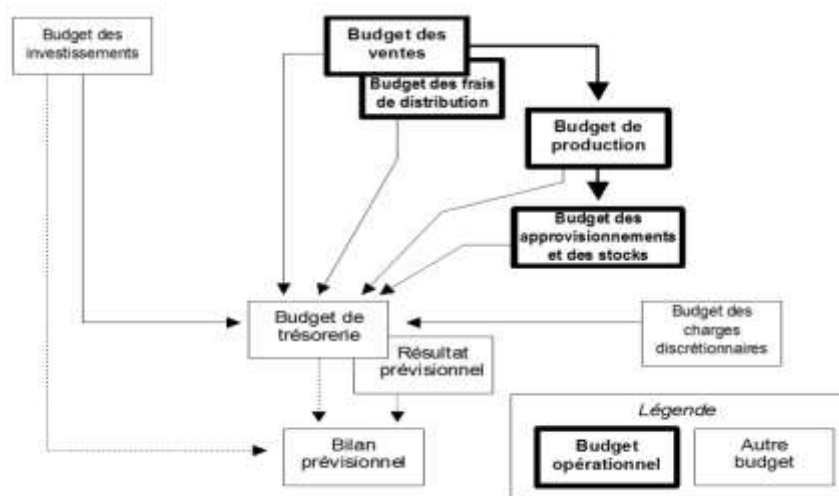 Budget des
investissements
Budget des
ventes
Budget des frais
de distribution
Budget de
production
Budget des
approvisionnements
et des stocks
Budget de
trésorerie
Résultat
prévisionnel
Budget des
charges
discrétionnaires
Bilan
prévisionnel
Légende
Budget
opérationnel
Autre
budget